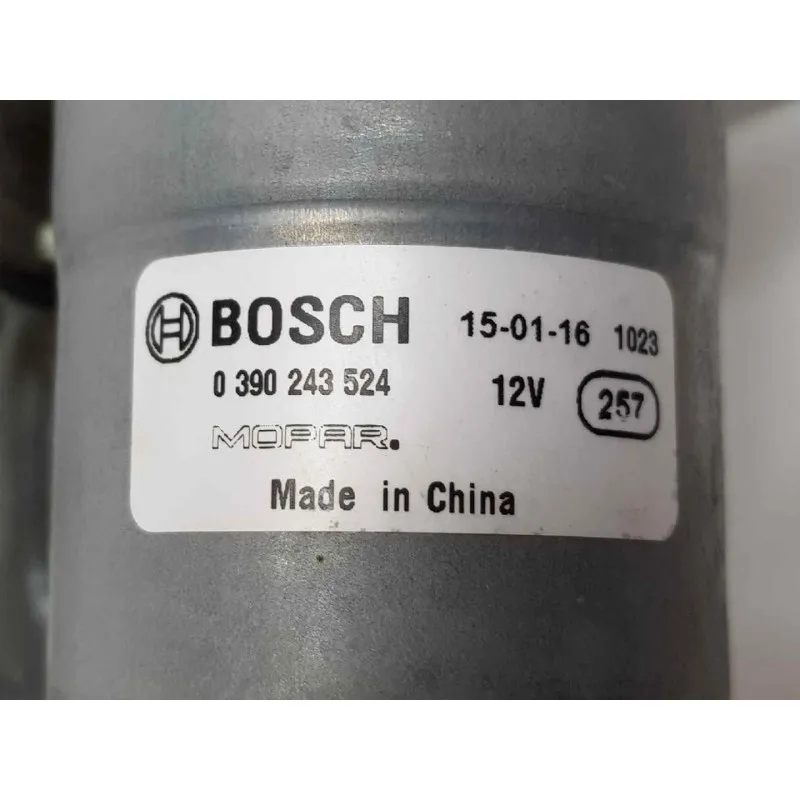 BOSCH 15-01-16 1023
0 390 243 524 12V 257
MOPAR.
Made in China